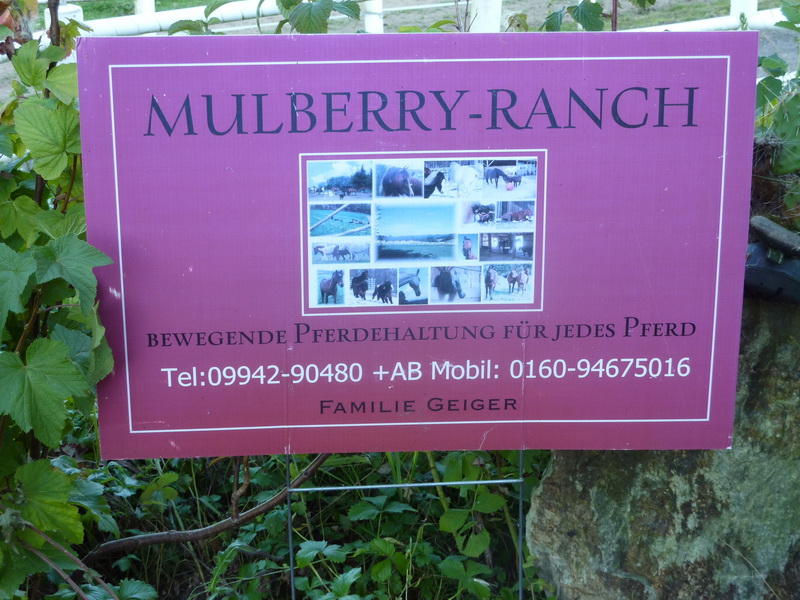 MULBERRY-RANCH
BEWEGENDE PFERDEHALTUNG FÜR JEDES PFERD
Tel:09942-90480 +AB Mobil: 0160-94675016
FAMILIE GEIGER